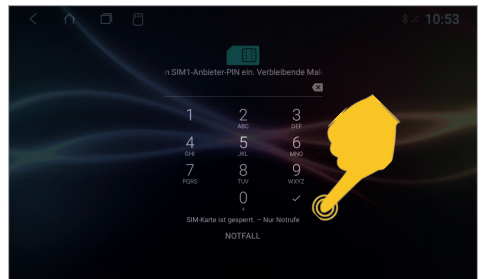 10:53
n SIM1-Anbieter-PIN ein. Verbleibende Mal
1 2 3
ABC DEF
4 5 6
GHI JKL MNO
7 8 9
PQRS TUV WXYZ
0
+
SIM-Karte ist gesperrt. – Nur Notrufe
NOTFALL